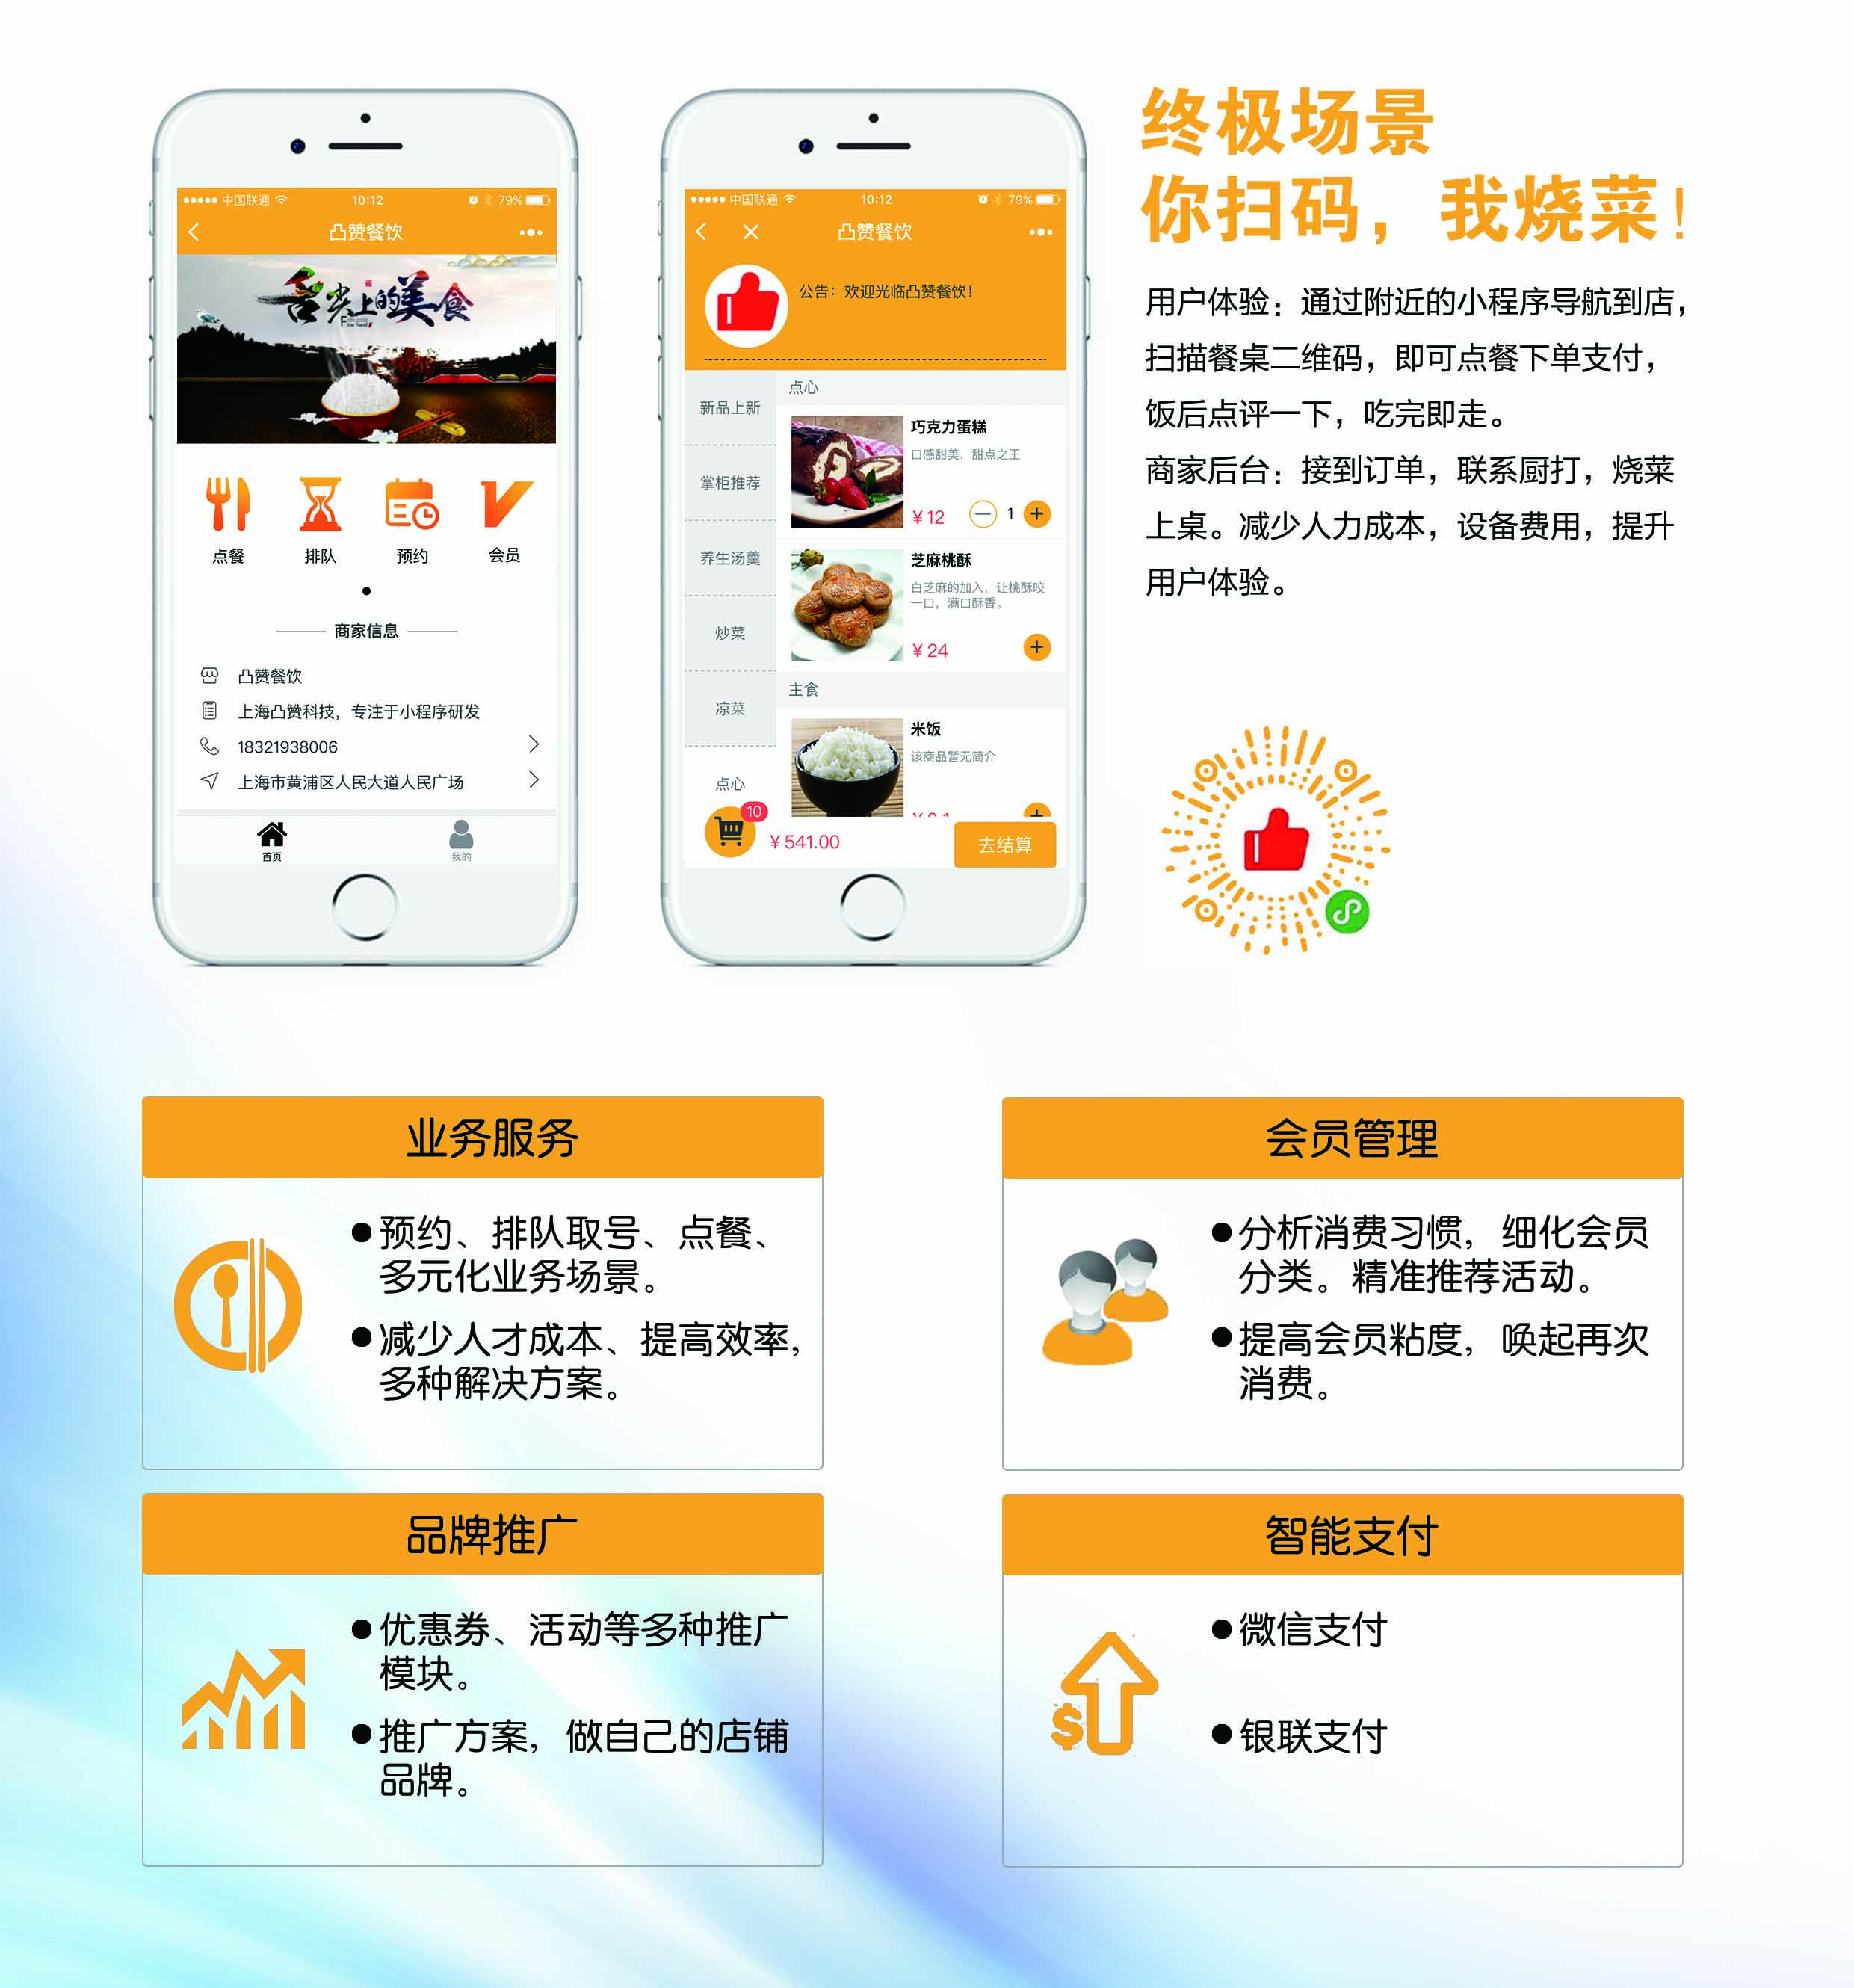 中国联通 10:12 79%
凸赞餐饮
舌尖上的美食
Fine food
点餐 排队 预约 会员
商家信息
凸赞餐饮
上海凸赞科技，专注于小程序研发
18321938006
上海市黄浦区人民大道人民广场
首页 我的
中国联通 10:12 79%
凸赞餐饮
公告：欢迎光临凸赞餐饮！
新品上新
掌柜推荐
养生汤羹
炒菜
凉菜
点心
点心
巧克力蛋糕
口感甜美，甜点之王
¥12 1
芝麻桃酥
白芝麻的加入，让桃酥咬
一口，满口酥香。
¥24
主食
米饭
该商品暂无简介
10
¥541.00
去结算
终极场景
你扫码，我烧菜！
用户体验：通过附近的小程序导航到店，
扫描餐桌二维码，即可点餐下单支付，
饭后点评一下，吃完即走。
商家后台：接到订单，联系厨打，烧菜
上桌。减少人力成本，设备费用，提升
用户体验。
业务服务
●预约、排队取号、点餐、
多元化业务场景。
●减少人才成本、提高效率，
多种解决方案。
会员管理
●分析消费习惯，细化会员
分类。精准推荐活动。
●提高会员粘度，唤起再次
消费。
品牌推广
●优惠券、活动等多种推广
模块。
●推广方案，做自己的店铺
品牌。
智能支付
$
●微信支付
●银联支付